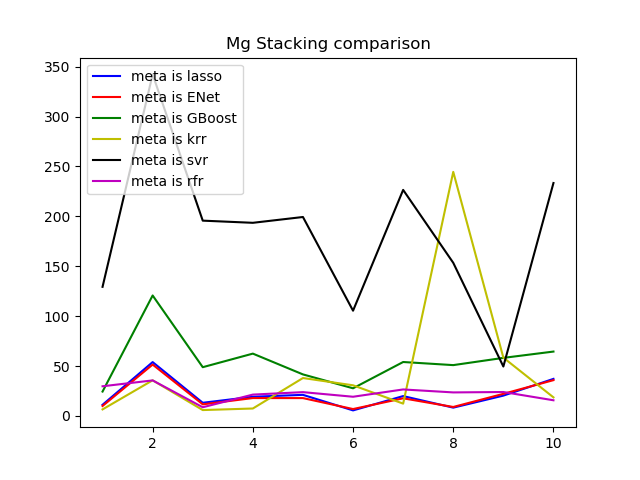 Mg Stacking comparison
350
300
250
200
150
100
50
0
meta is lasso
meta is ENet
meta is GBoost
meta is krr
meta is svr
meta is rfr
2
4
6
8
10